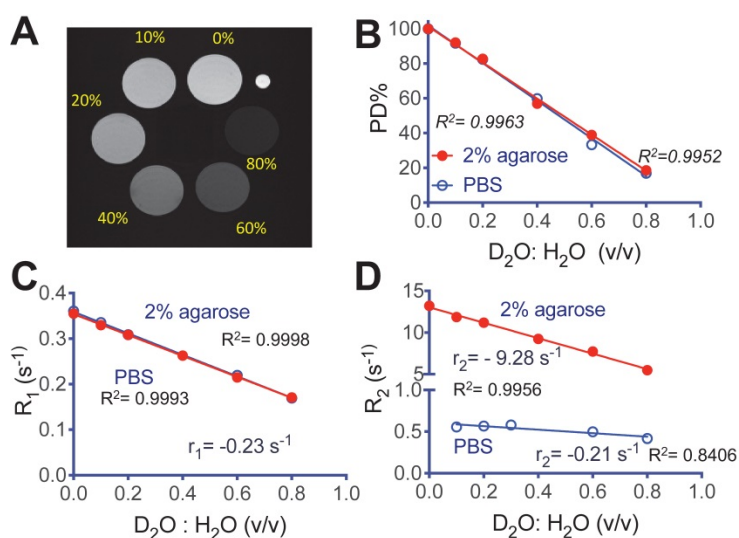 A
10%
0%
20%
80%
40%
60%
B
100
80
60
40
20
0
PD%
R²= 0.9963
R²=0.9952
2% agarose
PBS
0.0 0.2 0.4 0.6 0.8 1.0
D₂O: H₂O (v/v)
C
0.4
0.3
0.2
0.1
0.0
R₁ (s⁻¹)
2% agarose
R²= 0.9998
PBS
R²= 0.9993
r₁= -0.23 s⁻¹
0.0 0.2 0.4 0.6 0.8 1.0
D₂O : H₂O (v/v)
D
15
10
5
1.0
0.5
0.0
R₂ (s⁻¹)
2% agarose
r₂= - 9.28 s⁻¹
R²= 0.9956
PBS
r₂=-0.21 s⁻¹
R²= 0.8406
0.0 0.2 0.4 0.6 0.8 1.0
D₂O: H₂O (v/v)